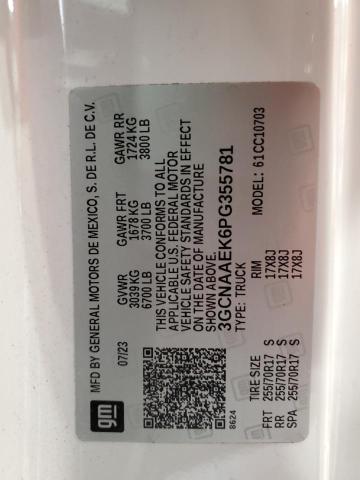 MFD BY GENERAL MOTORS DE MEXICO, S. DE R.L. DE C.V.
07/23 GVWR GAWR FRT GAWR RR
3039 KG 1678 KG 1724 KG
6700 LB 3700 LB 3800 LB
THIS VEHICLE CONFORMS TO ALL
APPLICABLE U.S. FEDERAL MOTOR
VEHICLE SAFETY STANDARDS IN EFFECT
ON THE DATE OF MANUFACTURE
SHOWN ABOVE.
3GCNAAEK6PG355781
TYPE: TRUCK MODEL: 61CC10703
gm
8624
TIRE SIZE RIM
FRT 255/70R17 S 17X8J
RR 255/70R17 S 17X8J
SPA 255/70R17 S 17X8J